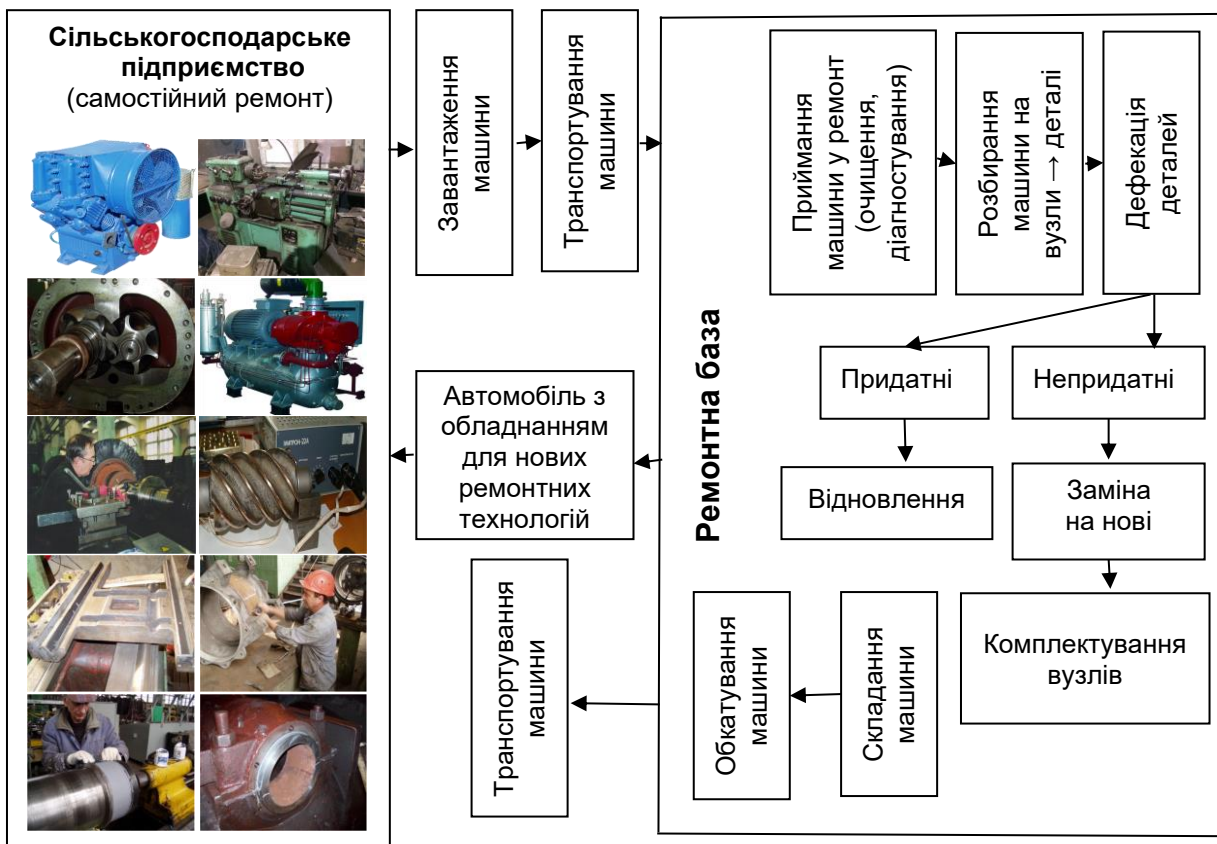 Сільськогосподарське
підприємство
(самостійний ремонт)
Завантаження
машини
Транспортування
машини
Ремонтна база
Приймання
машини у ремонт
(очищення,
діагностування)
Розбирання
машини на
вузли → деталі
Дефекація
деталей
Придатні
Непридатні
Відновлення
Заміна
на нові
Комплектування
вузлів
Складання
машини
Обкатування
машини
Автомобіль з
обладнанням
для нових
ремонтних
технологій
Транспортування
машини